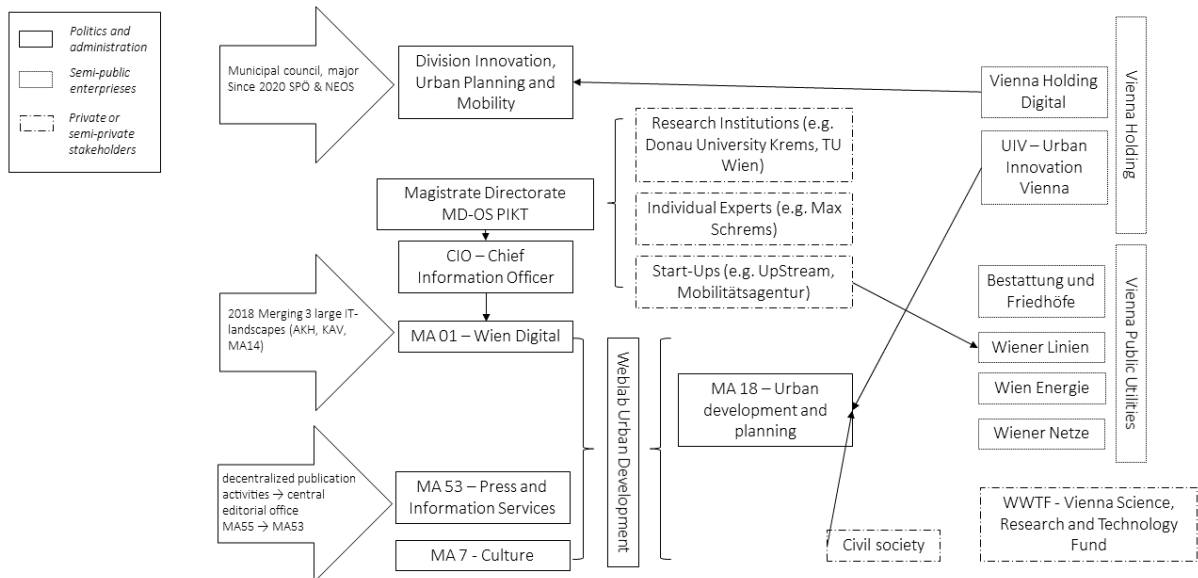 Politics and
administration
Semi-public
enterprieses
Private or
semi-private
stakeholders
Municipal council, major
Since 2020 SPÖ & NEOS
Division Innovation,
Urban Planning and
Mobility
Vienna Holding
Digital
UIV – Urban
Innovation
Vienna
Vienna Holding
Research Institutions (e.g.
Donau University Krems, TU
Wien)
Magistrate Directorate
MD-OS PIKT
Individual Experts (e.g. Max
Schrems)
CIO – Chief
Information Officer
Start-Ups (e.g. UpStream,
Mobilitätsagentur)
2018 Merging 3 large IT-
landscapes (AKH, KAV,
MA14)
MA 01 – Wien Digital
Weblab Urban Development
MA 18 – Urban
development and
planning
Bestattung und
Friedhöfe
Wiener Linien
Wien Energie
Wiener Netze
Vienna Public Utilities
decentralized publication
activities → central
editorial office
MA55 → MA53
MA 53 – Press and
Information Services
MA 7 - Culture
Civil society
WWTF - Vienna Science,
Research and Technology
Fund